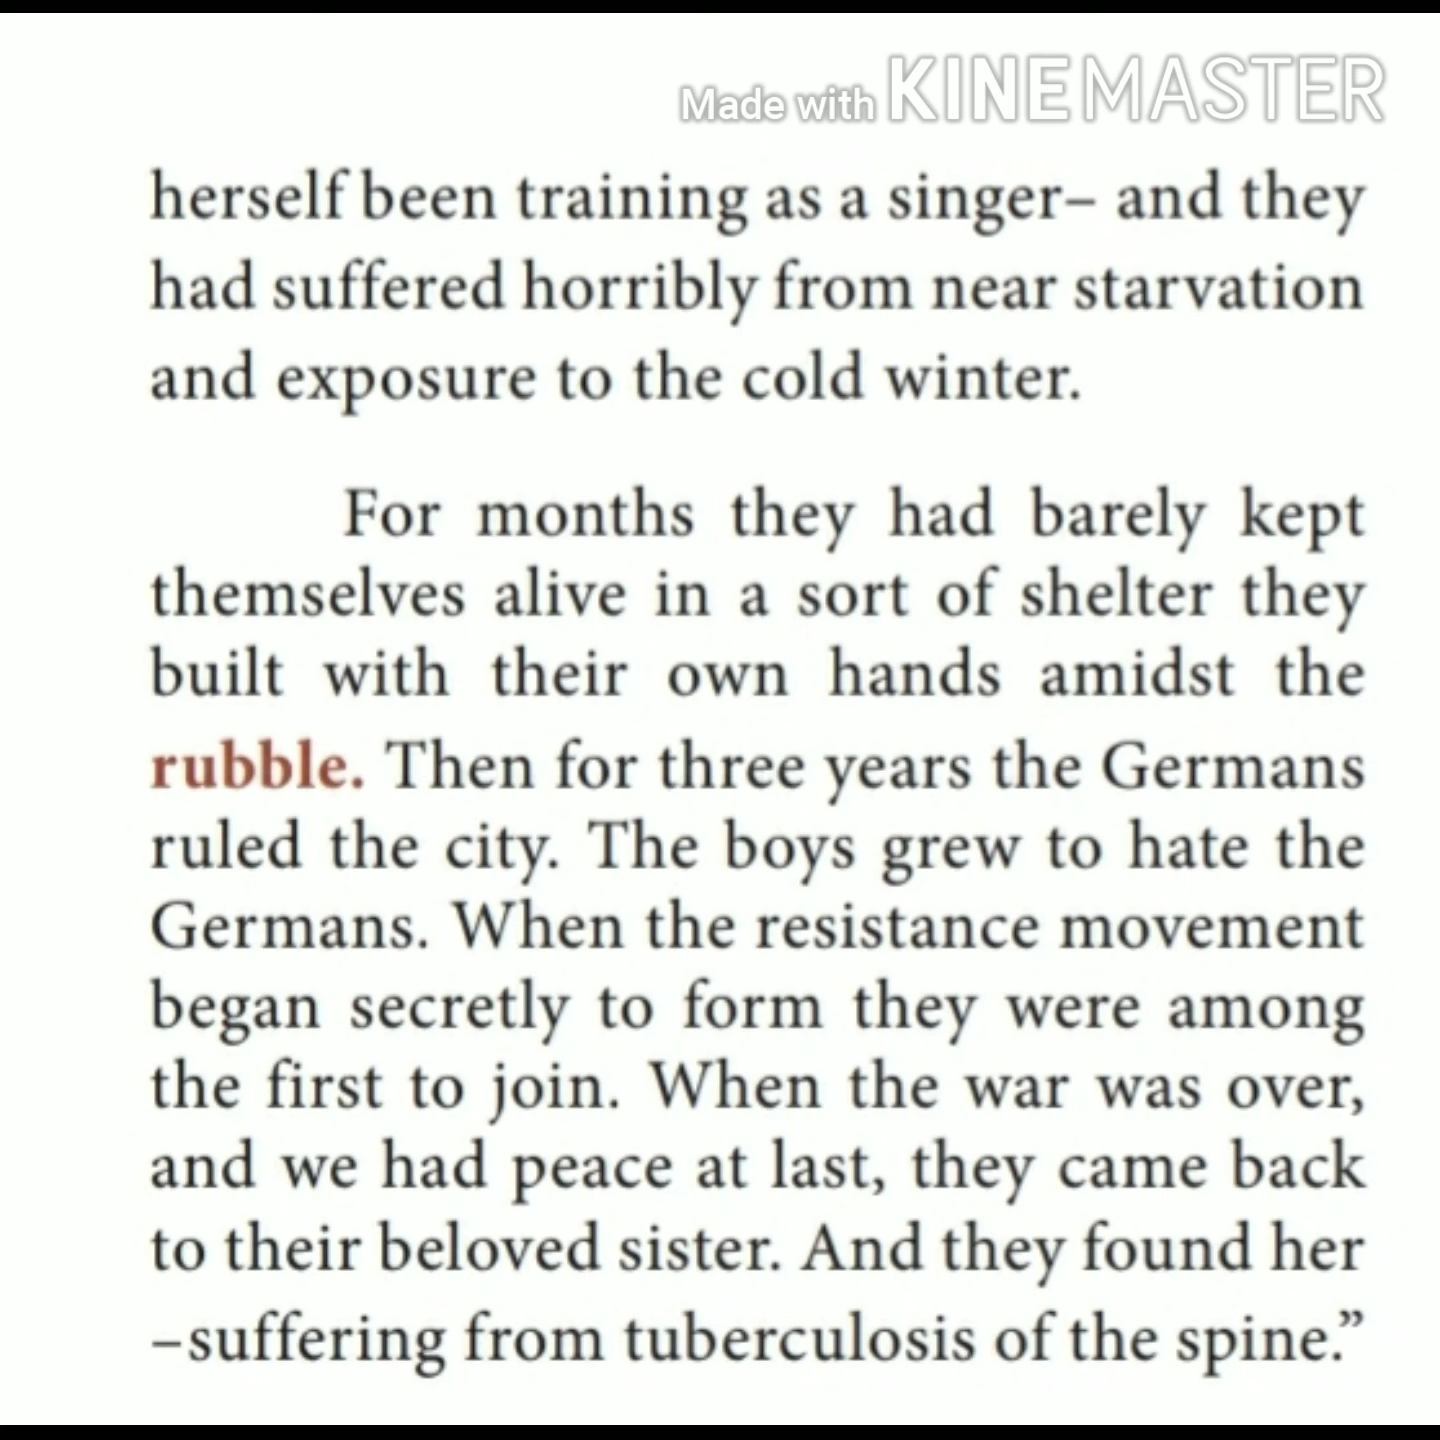 Made with KINEMASTER
herself been training as a singer– and they
had suffered horribly from near starvation
and exposure to the cold winter.
For months they had barely kept
themselves alive in a sort of shelter they
built with their own hands amidst the
rubble. Then for three years the Germans
ruled the city. The boys grew to hate the
Germans. When the resistance movement
began secretly to form they were among
the first to join. When the war was over,
and we had peace at last, they came back
to their beloved sister. And they found her
–suffering from tuberculosis of the spine.”